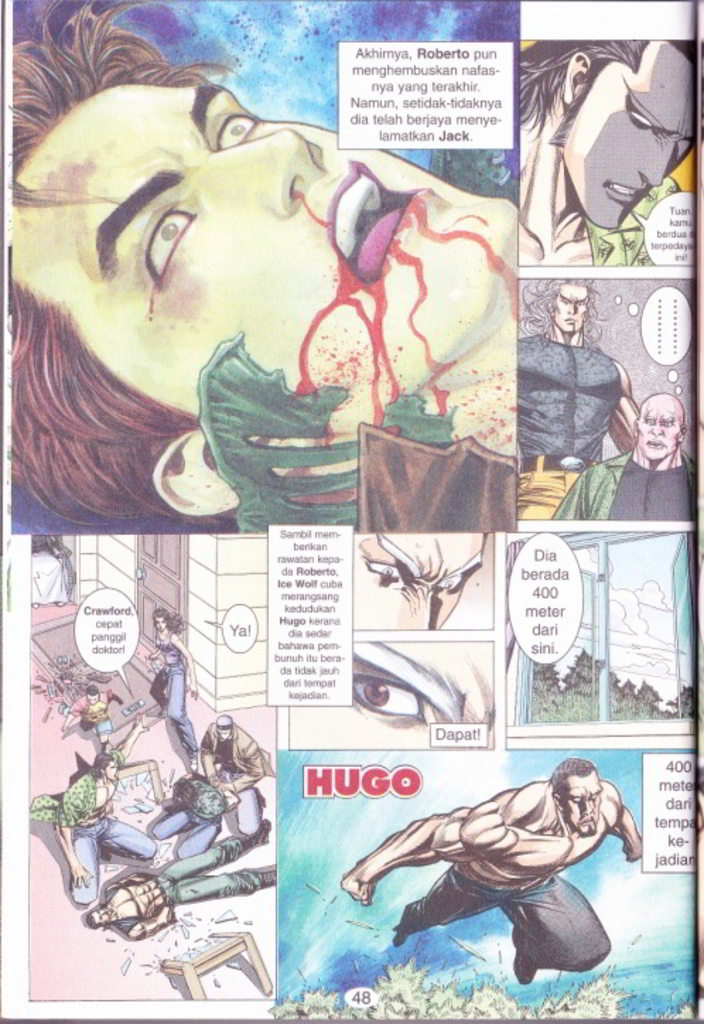 Akhirnya, Roberto pun
menghembuskan nafas-
nya yang terakhir.
Namun, setidak-tidaknya
dia telah berjaya menye-
lamatkan Jack.
Tuan,
kamu
berdua
terpedaya
ini!
Crawford,
cepat
panggil
doktor!
Ya!
Sambil mem-
berikan
rawatan kepa-
da Roberto,
Ice Wolf cuba
merangsang
kedudukan
Hugo kerana
dia sedar
bahawa pem-
bunuh itu bera-
da tidak jauh
dari tempat
kejadian.
Dapat!
Dia
berada
400
meter
dari
sini.
HUGO
400
mete
dari
tempa
ke-
jadian
48